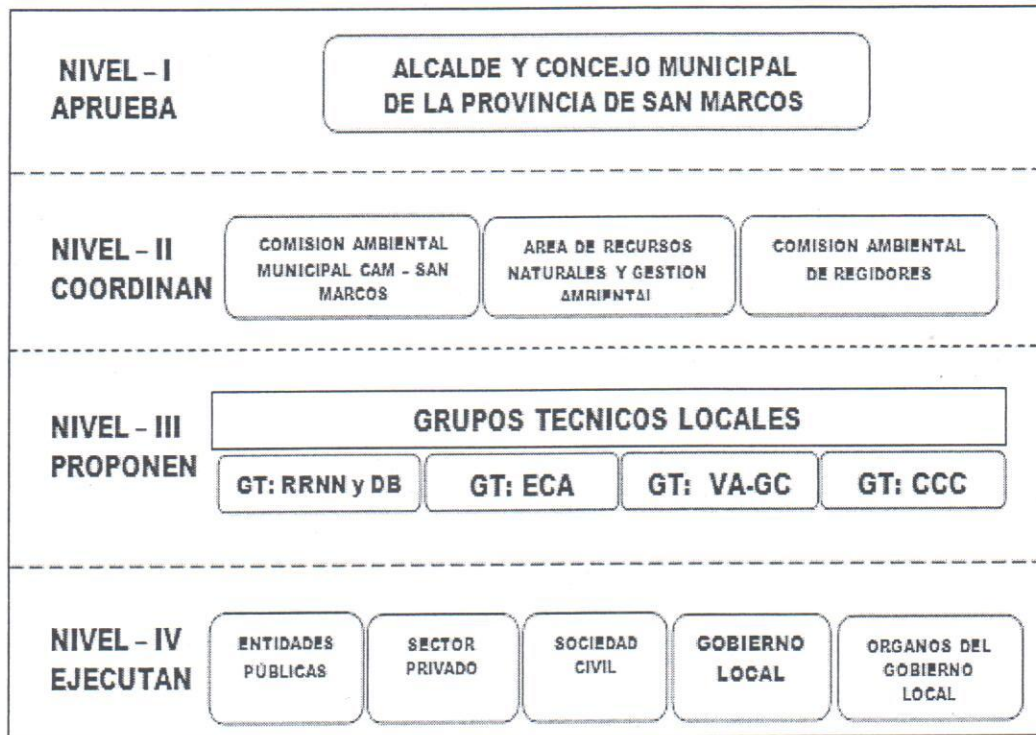 NIVEL – I
APRUEBA
ALCALDE Y CONCEJO MUNICIPAL
DE LA PROVINCIA DE SAN MARCOS
NIVEL – II
COORDINAN
COMISION AMBIENTAL
MUNICIPAL CAM – SAN
MARCOS
AREA DE RECURSOS
NATURALES Y GESTION
AMBIENTAL
COMISION AMBIENTAL
DE REGIDORES
NIVEL – III
PROPONEN
GRUPOS TECNICOS LOCALES
GT: RRNN y DB
GT: ECA
GT: VA-GC
GT: CCC
NIVEL – IV
EJECUTAN
ENTIDADES
PÚBLICAS
SECTOR
PRIVADO
SOCIEDAD
CIVIL
GOBIERNO
LOCAL
ORGANOS DEL
GOBIERNO
LOCAL